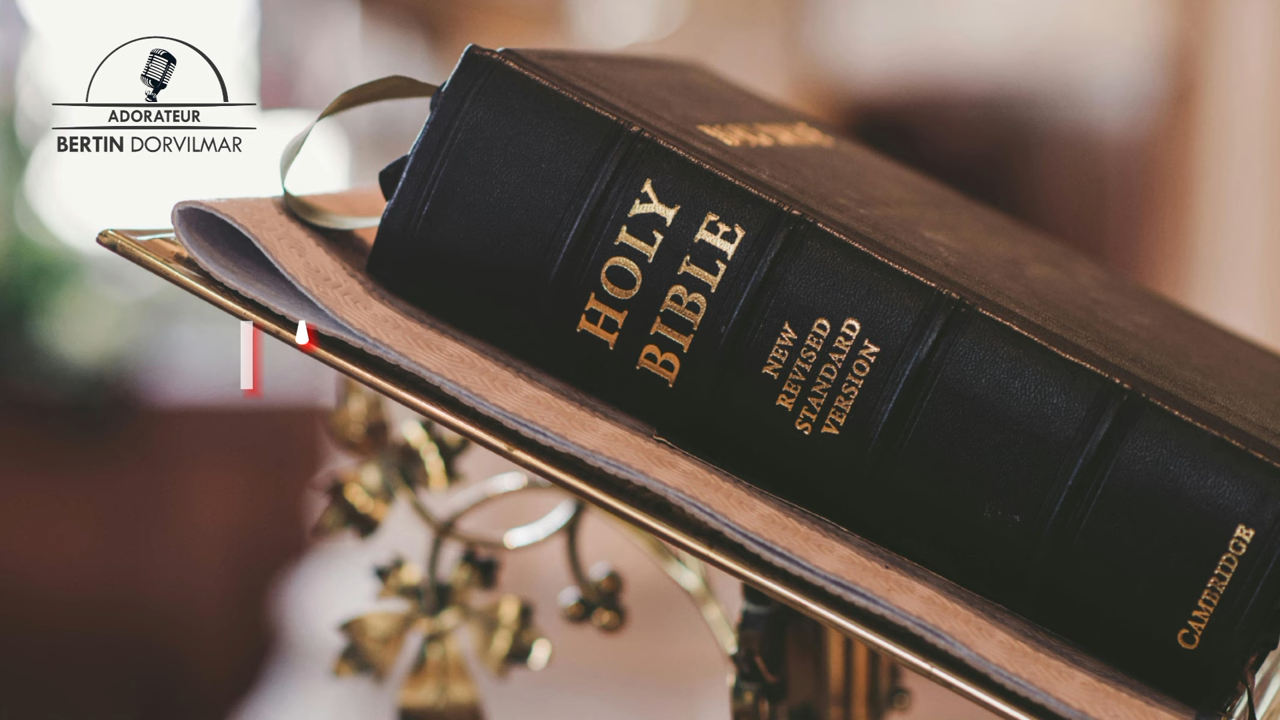 ADORATEUR
BERTIN DORVILMAR
HOLY
BIBLE
NEW
REVISED
STANDARD
VERSION
CAMBRIDGE